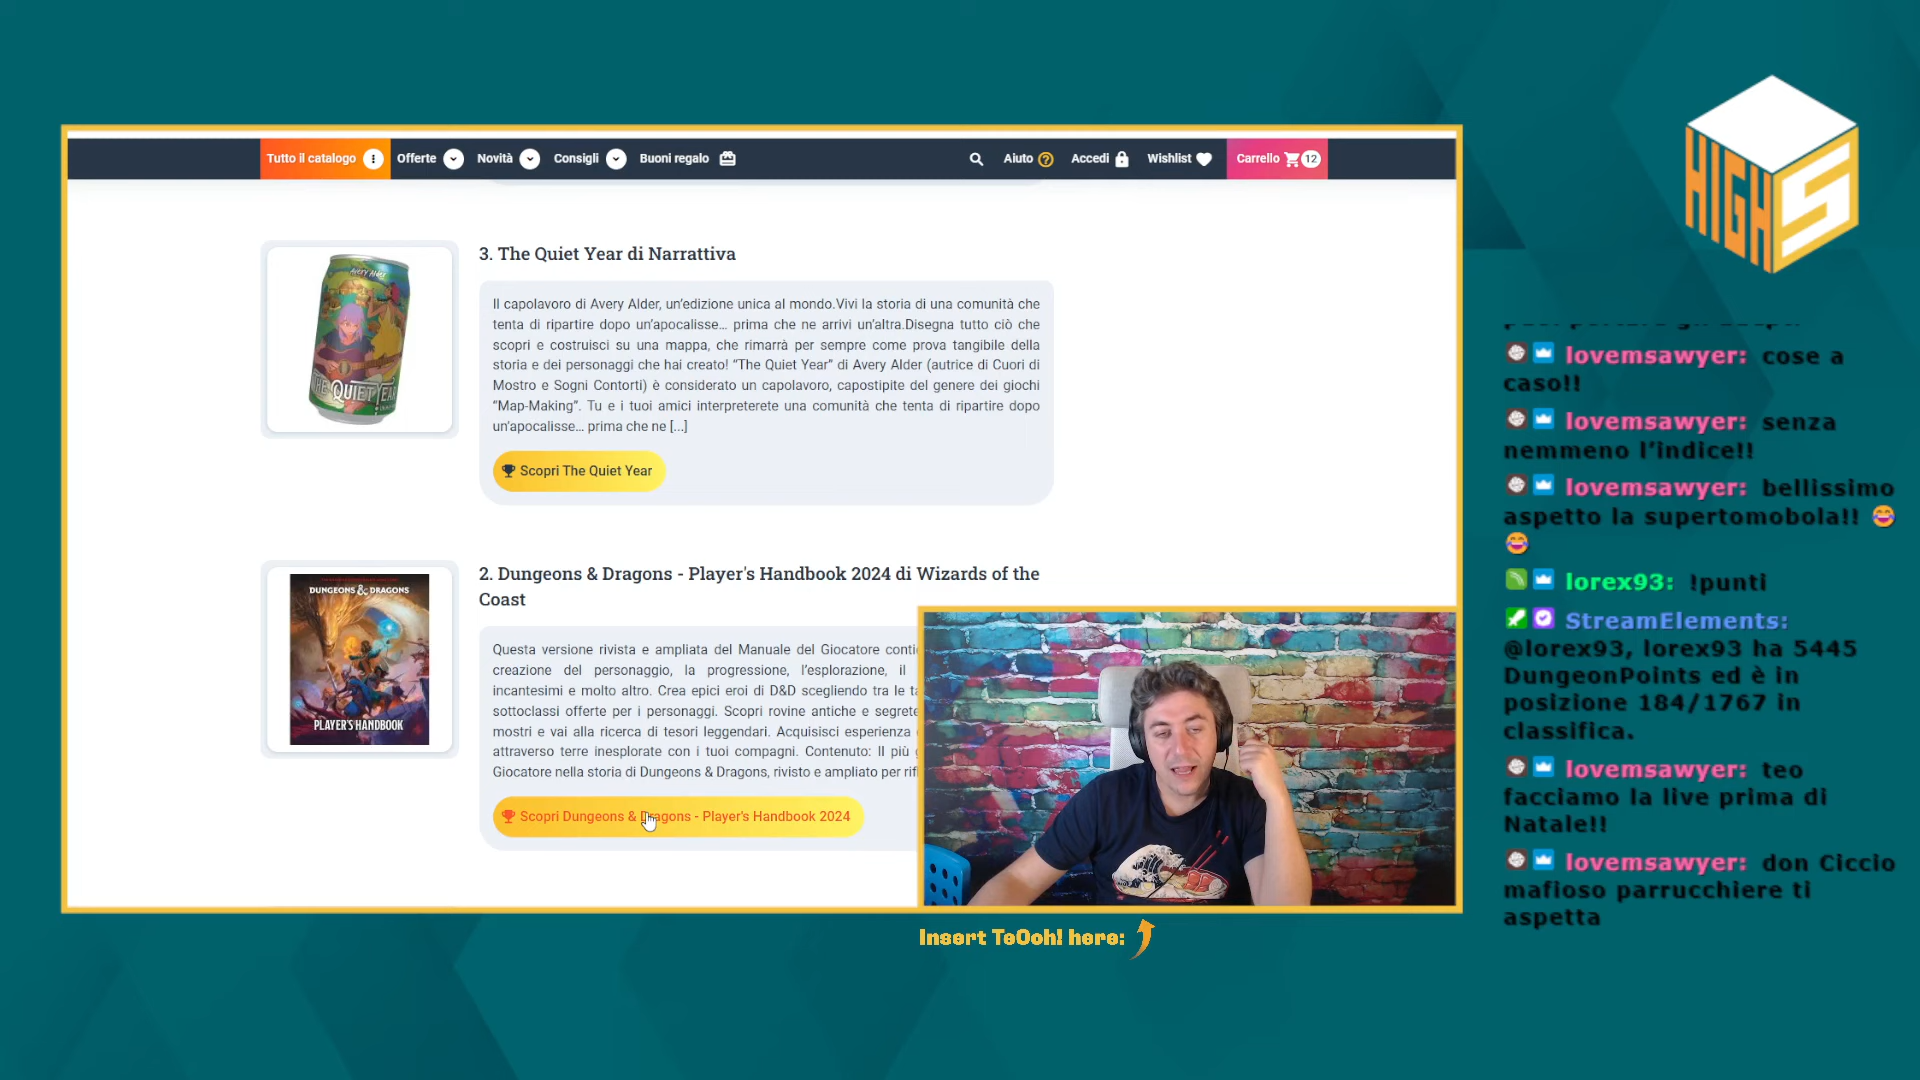 Tutto il catalogo
Offerte
Novità
Consigli
Buoni regalo
Aiuto
Accedi
Wishlist
Carrello
12
3. The Quiet Year di Narrattiva
Il capolavoro di Avery Alder, un'edizione unica al mondo.Vivi la storia di una comunità che
tenta di ripartire dopo un'apocalisse... prima che ne arrivi un'altra.Disegna tutto ciò che
scopri e costruisci su una mappa, che rimarrà per sempre come prova tangibile della
storia e dei personaggi che hai creato! “The Quiet Year” di Avery Alder (autrice di Cuori di
Mostro e Sogni Contorti) è considerato un capolavoro, capostipite del genere dei giochi
“Map-Making”. Tu e i tuoi amici interpreterete una comunità che tenta di ripartire dopo
un'apocalisse... prima che ne [...]
Scopri The Quiet Year
Avery Alder
THE QUIET YEAR
2. Dungeons & Dragons - Player's Handbook 2024 di Wizards of the
Coast
DUNGEONS & DRAGONS
PLAYER'S HANDBOOK
Questa versione rivista e ampliata del Manuale del Giocatore
creazione del personaggio, la progressione, l'esplorazione, il
incantesimi e molto altro. Crea epici eroi di D&D scegliendo tra le
sottoclassi offerte per i personaggi. Scopri rovine antiche e
mostri e vai alla ricerca di tesori leggendari. Acquisisci esperienza
attraverso terre inesplorate con i tuoi compagni. Contenuto: Il più
Giocatore nella storia di Dungeons & Dragons, rivisto e ampliato per
Scopri Dungeons & Dragons - Player's Handbook 2024
Insert TeOoh! here:
HIGH
5
lovemsawyer: cose a
caso!!
lovemsawyer: senza
nemmeno l'indice!!
lovemsawyer: bellissimo
aspetto la supertomobola!! 😂
😂
lorex93: !punti
StreamElements:
@lorex93, lorex93 ha 5445
DungeonPoints ed è in
posizione 184/1767 in
classifica.
lovemsawyer: teo
facciamo la live prima di
Natale!!
lovemsawyer: don Ciccio
mafioso parrucchiere ti
aspetta